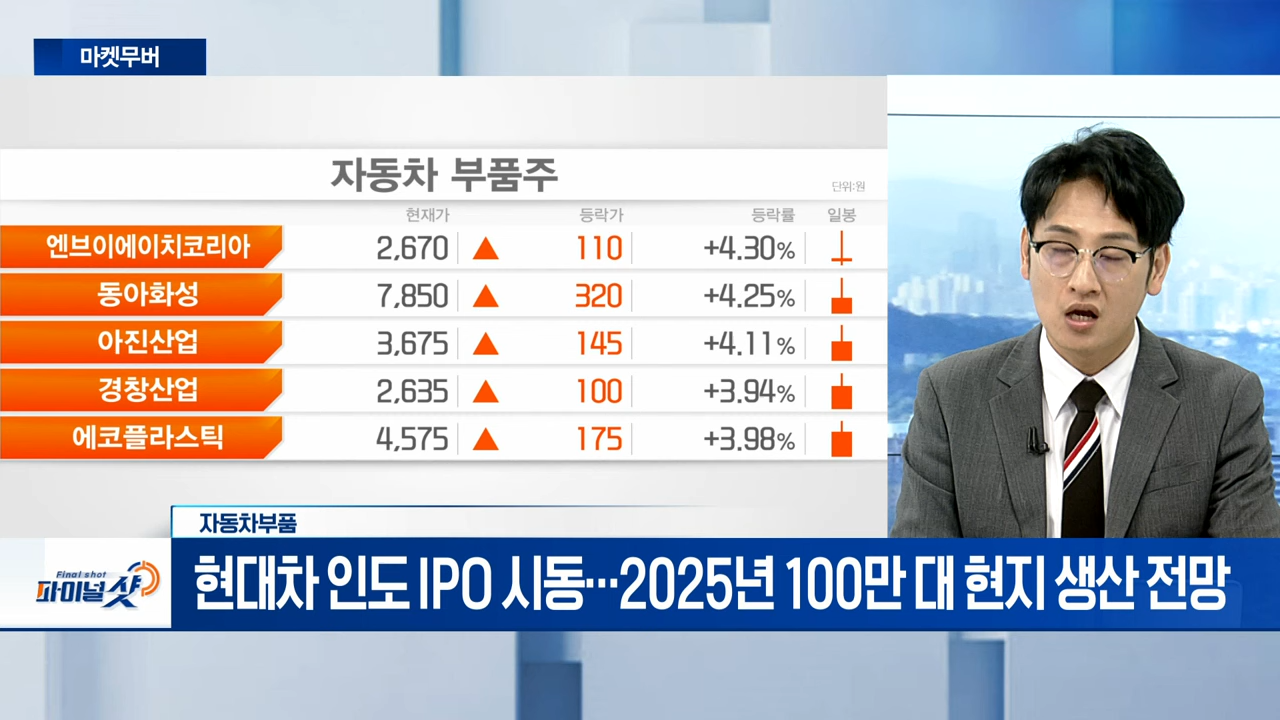 마켓무버
자동차 부품주
단위:원
현재가 등락가 등락률 일봉
엔브이에이치코리아 2,670 ▲ 110 +4.30%
동아화성 7,850 ▲ 320 +4.25%
아진산업 3,675 ▲ 145 +4.11%
경창산업 2,635 ▲ 100 +3.94%
에코플라스틱 4,575 ▲ 175 +3.98%
자동차부품
Final shot
파이널샷
현대차 인도 IPO 시동…2025년 100만 대 현지 생산 전망